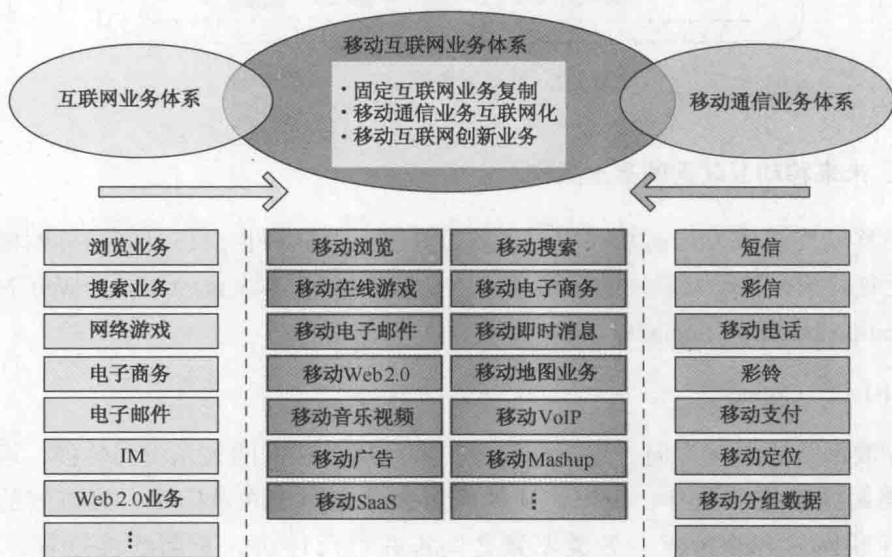 移动互联网业务体系
互联网业务体系
· 固定互联网业务复制
· 移动通信业务互联网化
· 移动互联网创新业务
移动通信业务体系
浏览业务
搜索业务
网络游戏
电子商务
电子邮件
IM
Web2.0业务
⋮
移动浏览 移动搜索
移动在线游戏 移动电子商务
移动电子邮件 移动即时消息
移动Web2.0 移动地图业务
移动音乐视频 移动VoIP
移动广告 移动Mashup
移动SaaS ⋮
短信
彩信
移动电话
彩铃
移动支付
移动定位
移动分组数据